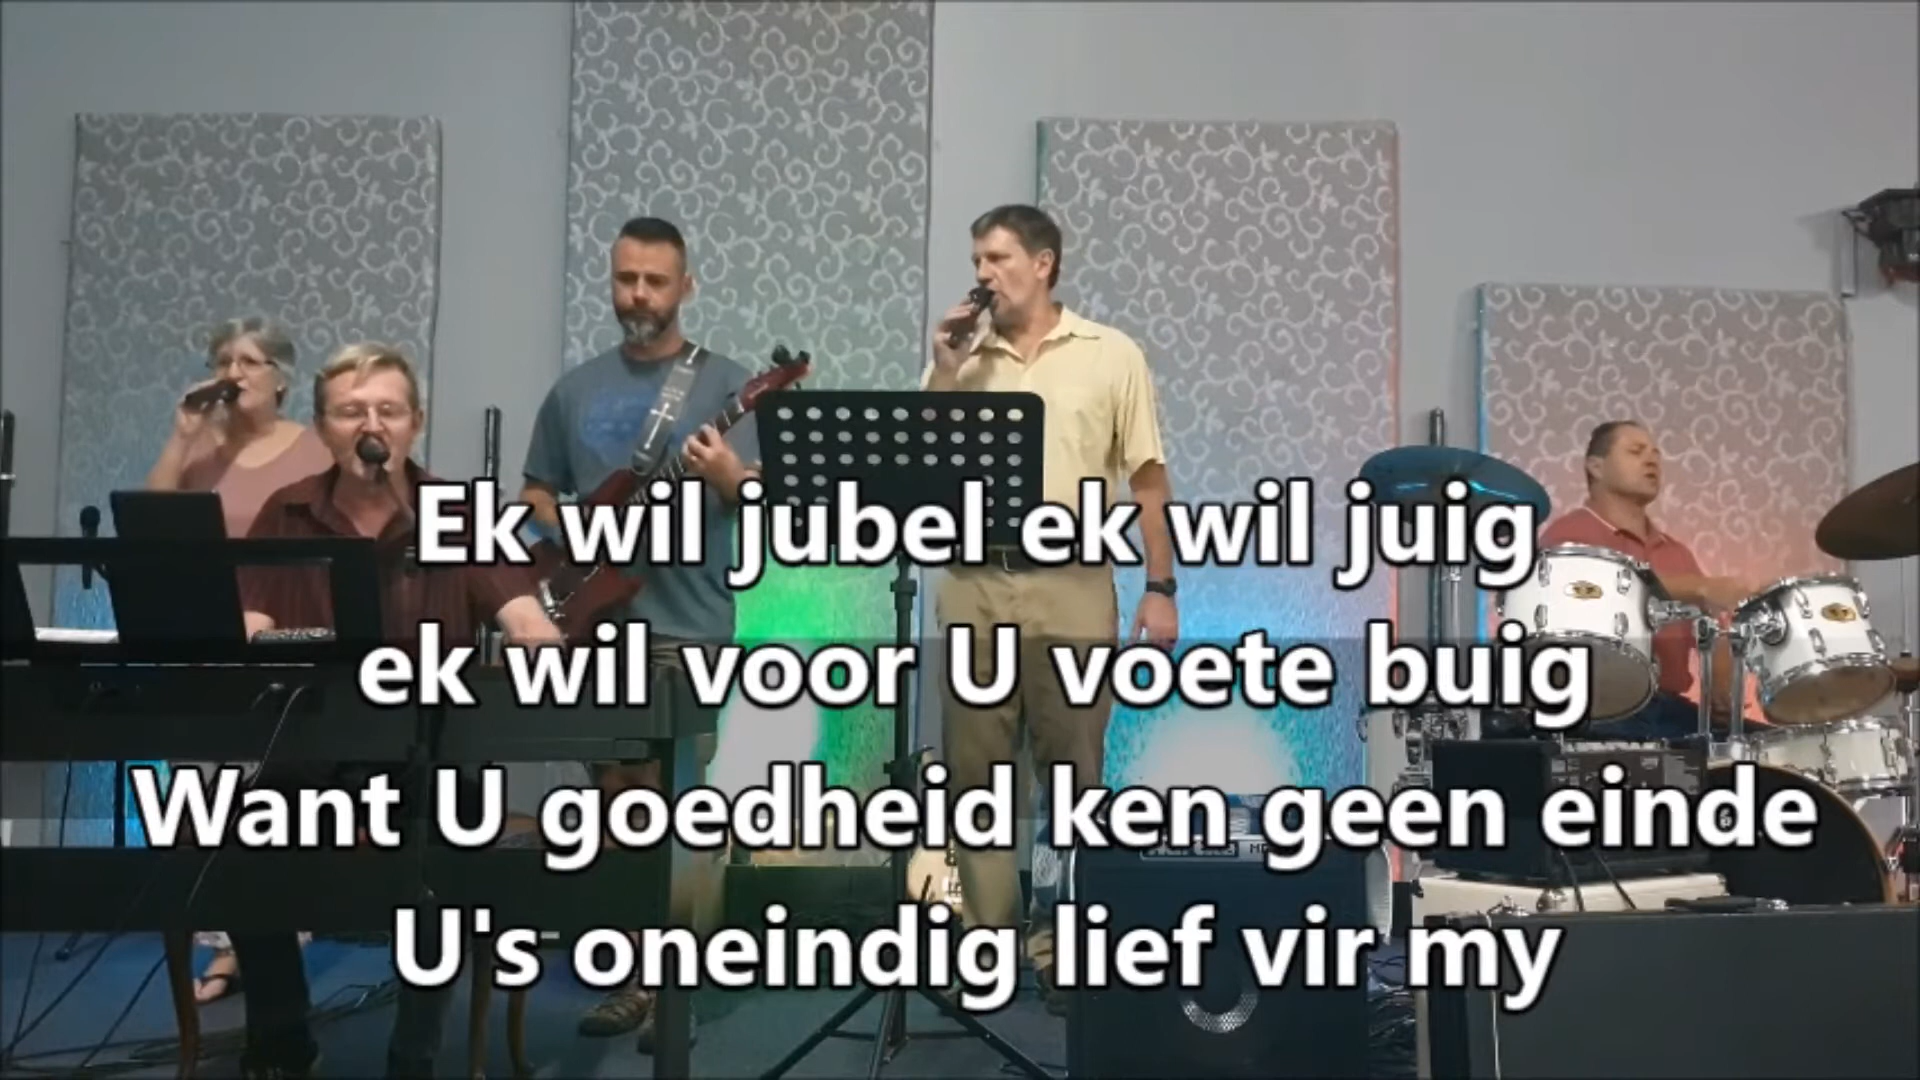 Ek wil jubel ek wil juig
ek wil voor U voete buig
Want U goedheid ken geen einde
U's oneindig lief vir my